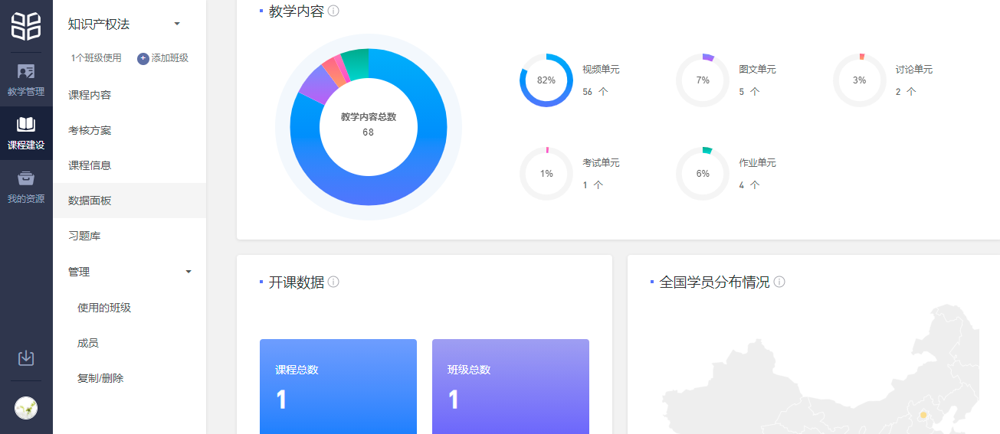 知识产权法
1个班级使用
添加班级
教学管理
课程建设
我的资源
课程内容
考核方案
课程信息
数据面板
习题库
管理
使用的班级
成员
复制/删除
教学内容
教学内容总数
68
82%
视频单元
56 个
7%
图文单元
5 个
3%
讨论单元
2 个
1%
考试单元
1 个
6%
作业单元
4 个
开课数据
课程总数
1
班级总数
1
全国学员分布情况